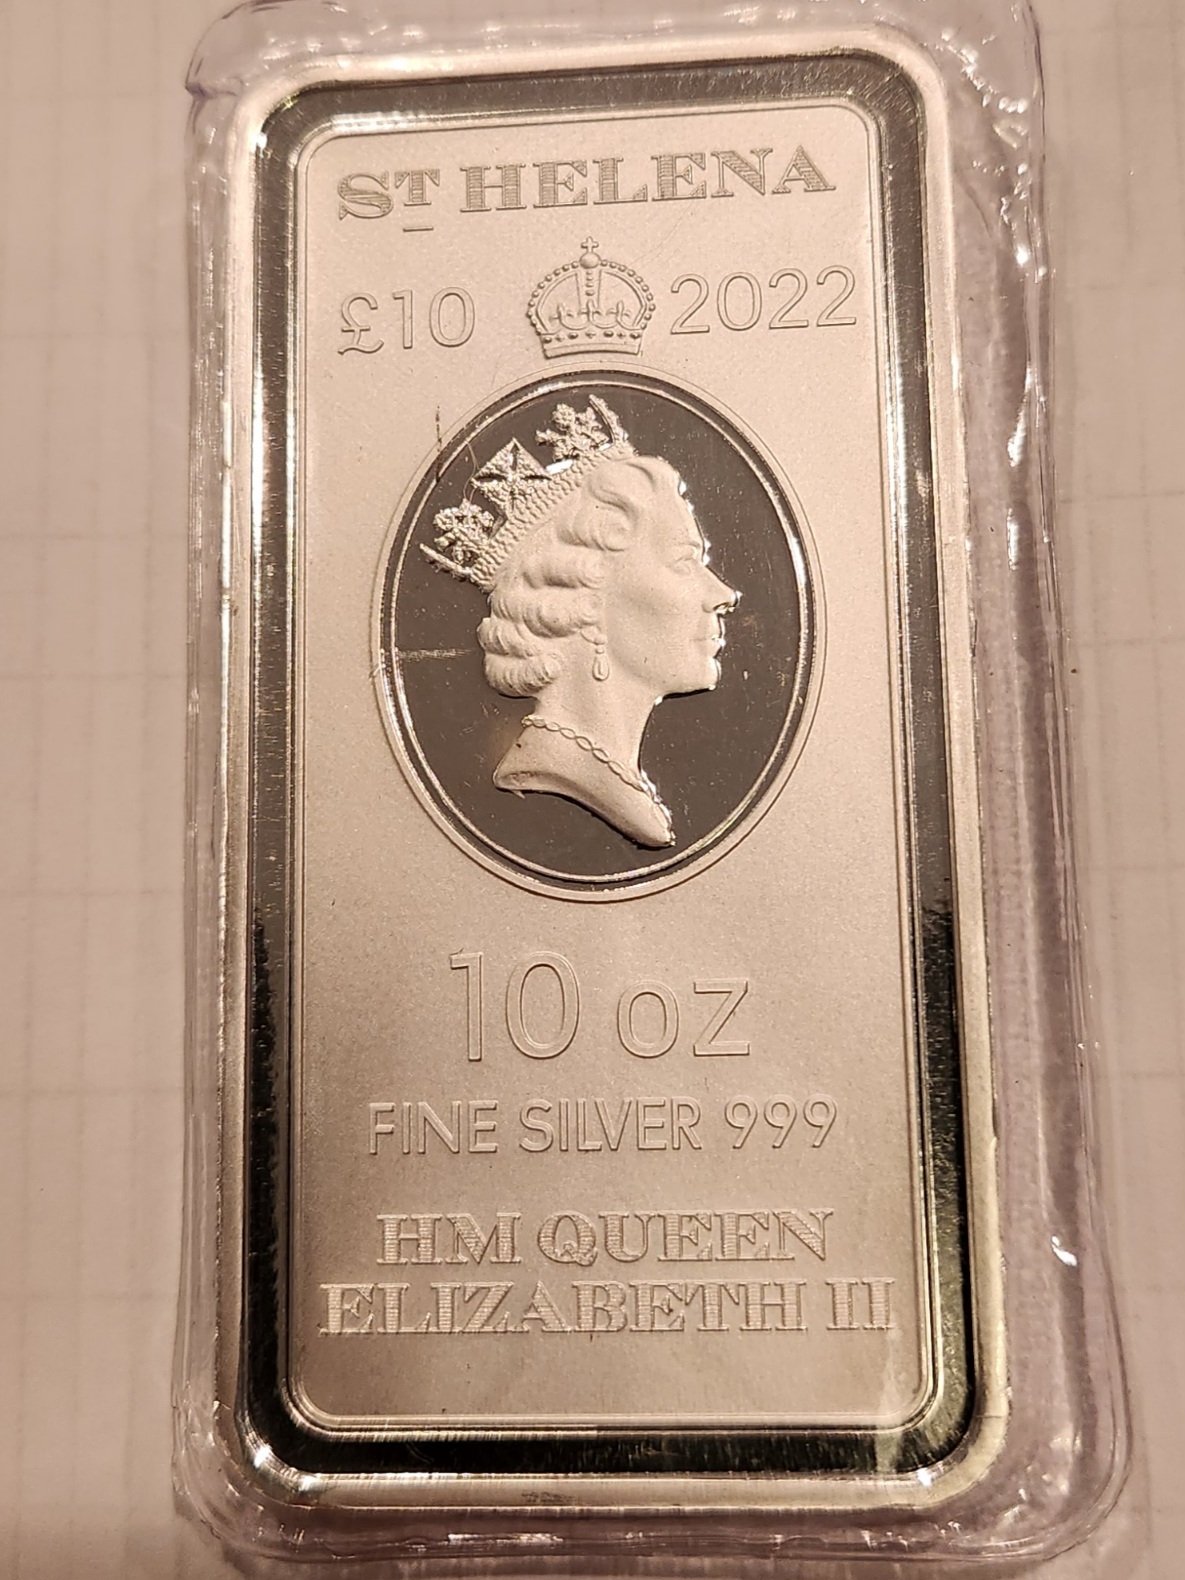 ST HELENA
£10 2022
10 oz
FINE SILVER 999
HM QUEEN
ELIZABETH II